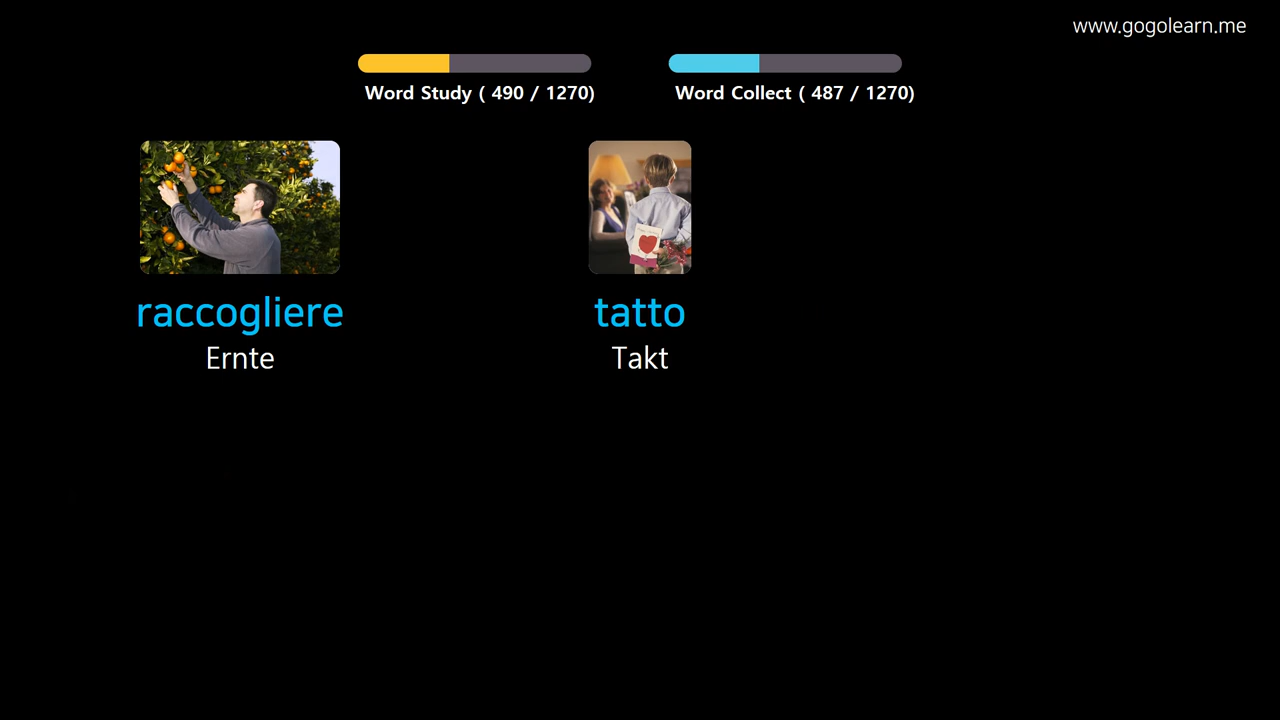 www.gogolearn.me
Word Study ( 490 / 1270)
Word Collect ( 487 / 1270)
raccogliere
tatto
Ernte
Takt